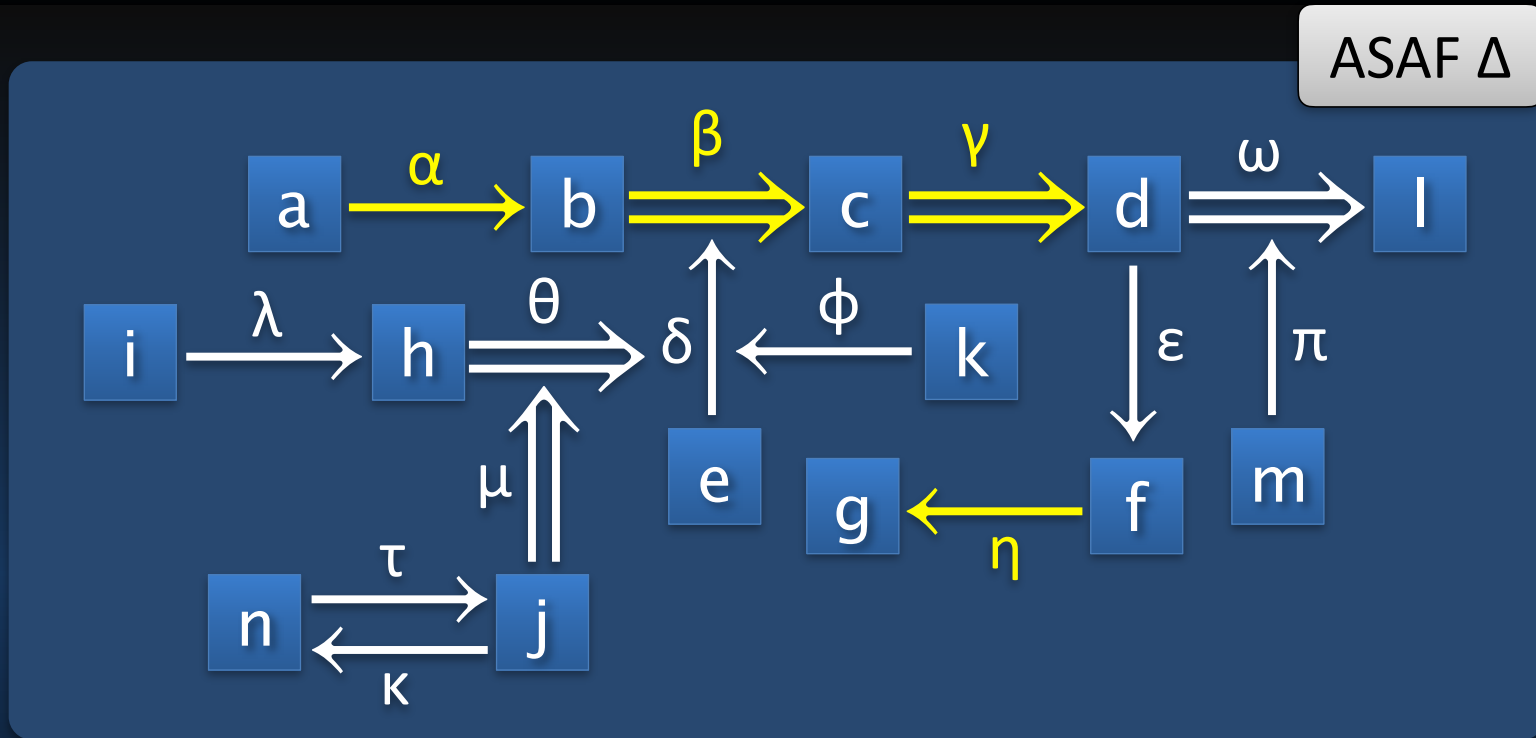 ASAF Δ
α β γ ω
a b c d l
λ θ δ ϕ ε π
i h k
μ e g f m
η
τ
n j
κ